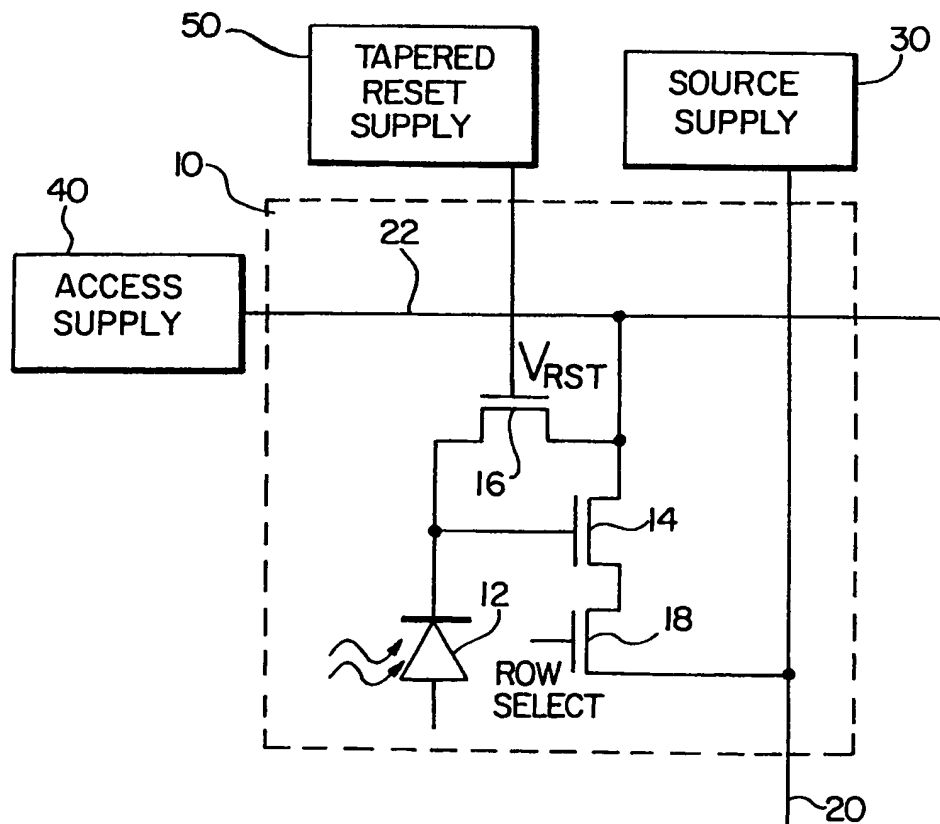 50
TAPERED
RESET
SUPPLY
30
SOURCE
SUPPLY
10
40
ACCESS
SUPPLY
22
VRST
16
14
12
18
ROW
SELECT
20